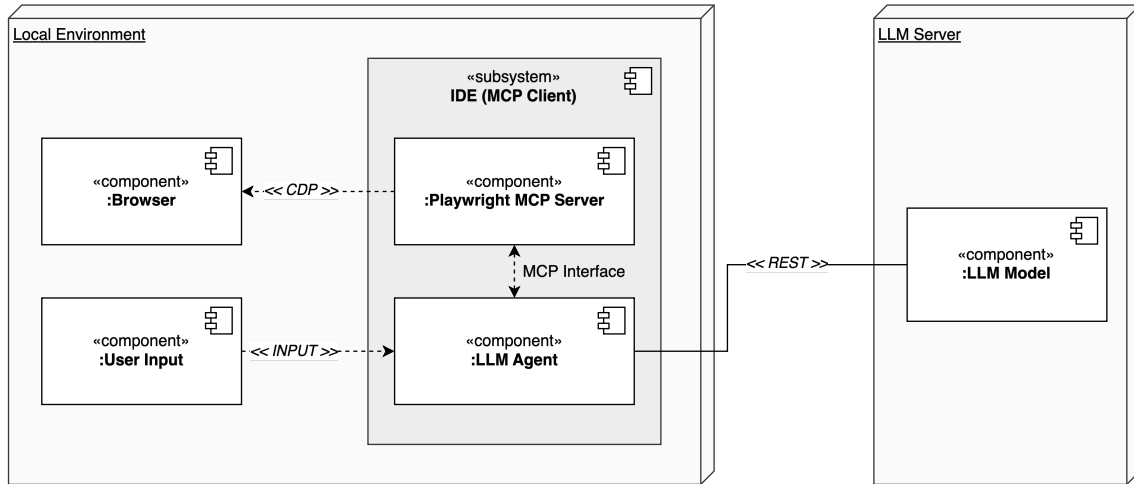 Local Environment
LLM Server
«subsystem»
IDE (MCP Client)
«component»
:Browser
<< CDP >>
«component»
:Playwright MCP Server
MCP Interface
«component»
:User Input
<< INPUT >>
«component»
:LLM Agent
<< REST >>
«component»
:LLM Model